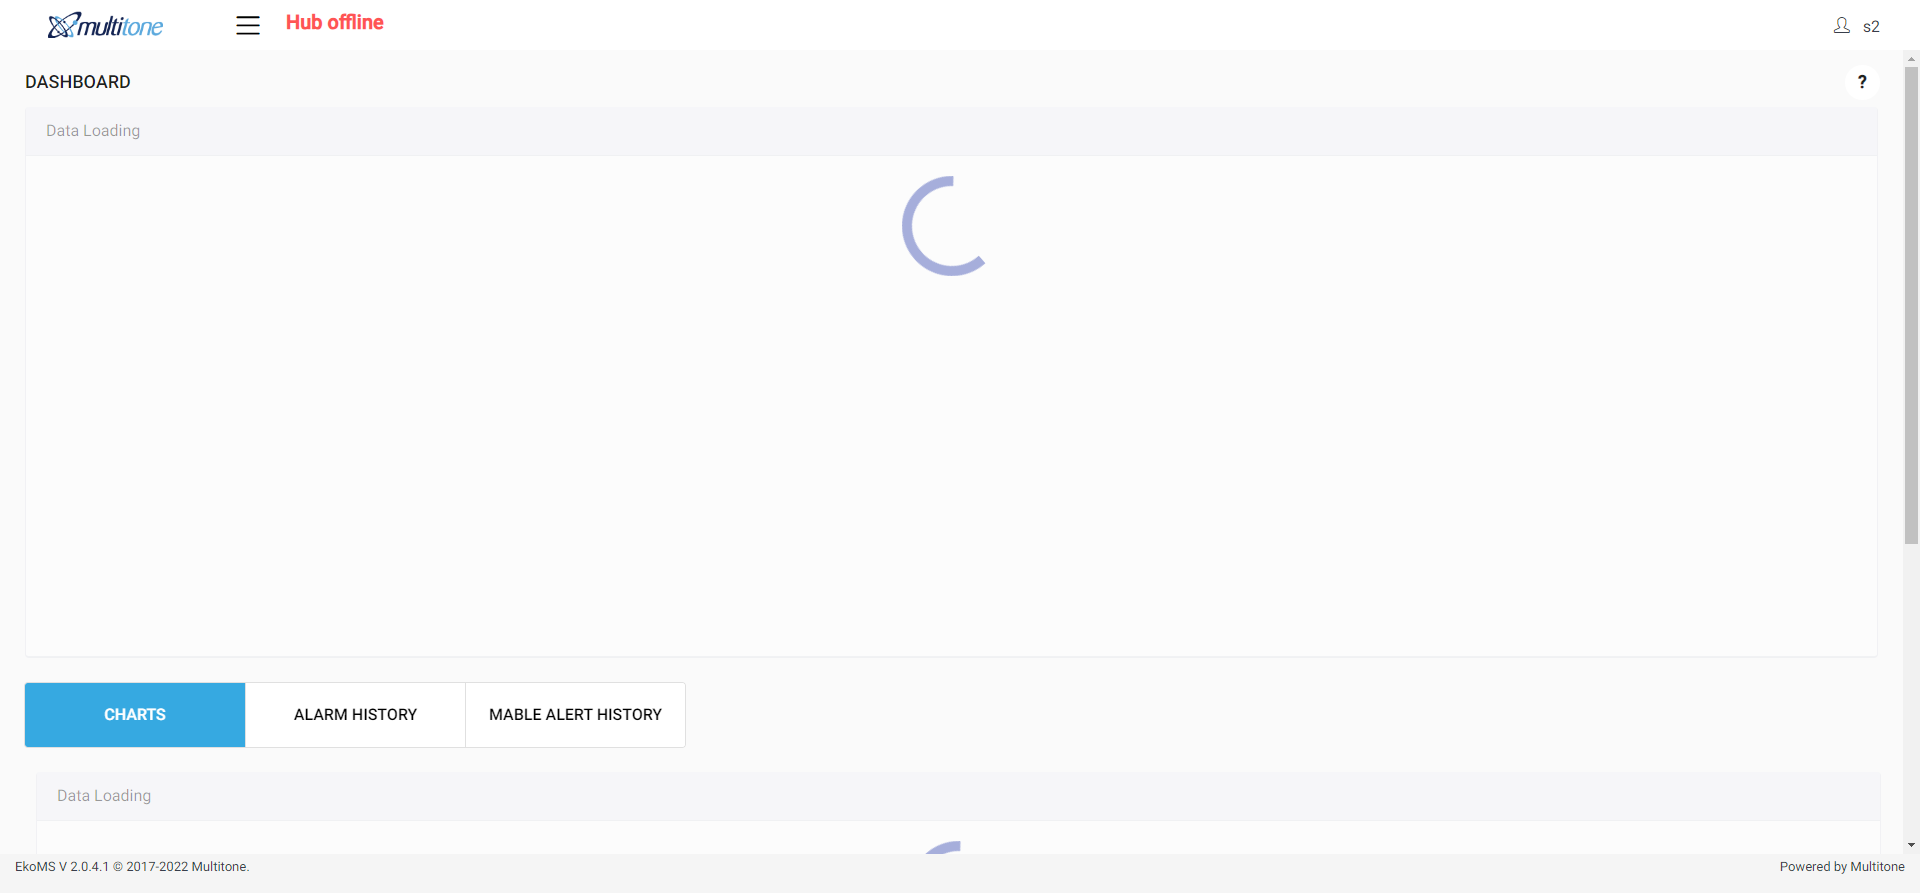 multitone
Hub offline
s2
DASHBOARD
?
Data Loading
CHARTS
ALARM HISTORY
MABLE ALERT HISTORY
Data Loading
EkoMS V 2.0.4.1 © 2017-2022 Multitone.
Powered by Multitone